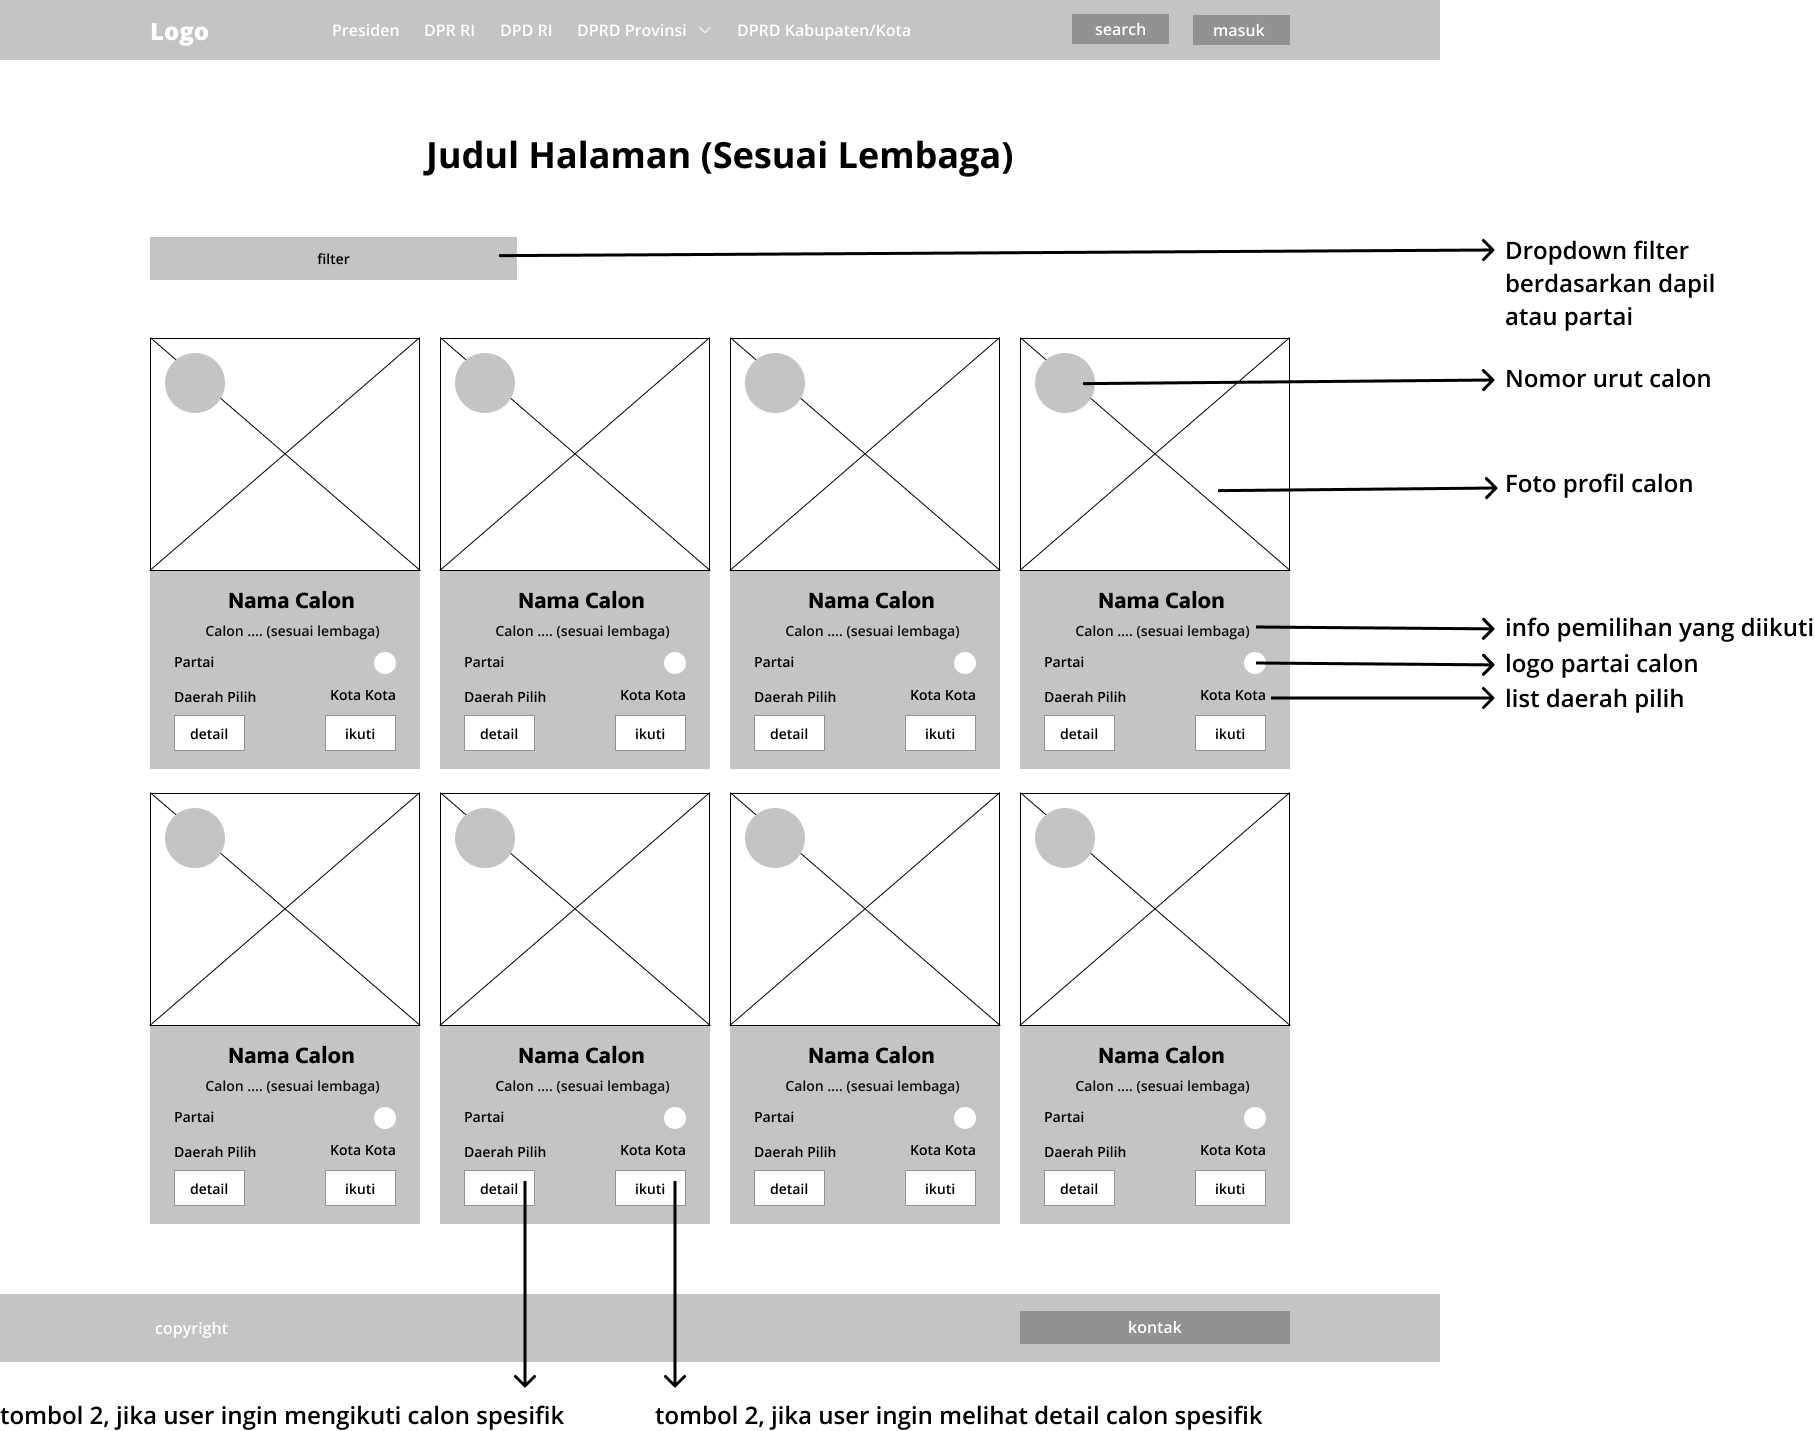 Logo
Presiden DPR RI DPD RI DPRD Provinsi DPRD Kabupaten/Kota
search
masuk
Judul Halaman (Sesuai Lembaga)
filter
Dropdown filter
berdasarkan dapil
atau partai
Nomor urut calon
Foto profil calon
Nama Calon
Calon .... (sesuai lembaga)
Partai
Daerah Pilih Kota Kota
detail ikuti
Nama Calon
Calon .... (sesuai lembaga)
Partai
Daerah Pilih Kota Kota
detail ikuti
Nama Calon
Calon .... (sesuai lembaga)
Partai
Daerah Pilih Kota Kota
detail ikuti
Nama Calon
Calon .... (sesuai lembaga)
Partai
Daerah Pilih Kota Kota
detail ikuti
info pemilihan yang diikuti
logo partai calon
list daerah pilih
Nama Calon
Calon .... (sesuai lembaga)
Partai
Daerah Pilih Kota Kota
detail ikuti
Nama Calon
Calon .... (sesuai lembaga)
Partai
Daerah Pilih Kota Kota
detail ikuti
Nama Calon
Calon .... (sesuai lembaga)
Partai
Daerah Pilih Kota Kota
detail ikuti
Nama Calon
Calon .... (sesuai lembaga)
Partai
Daerah Pilih Kota Kota
detail ikuti
copyright
kontak
tombol 2, jika user ingin mengikuti calon spesifik
tombol 2, jika user ingin melihat detail calon spesifik